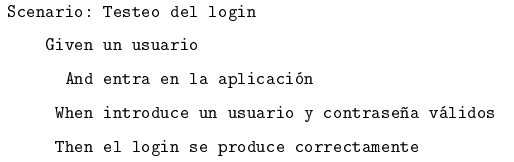 Scenario: Testeo del login
Given un usuario
And entra en la aplicación
When introduce un usuario y contraseña válidos
Then el login se produce correctamente